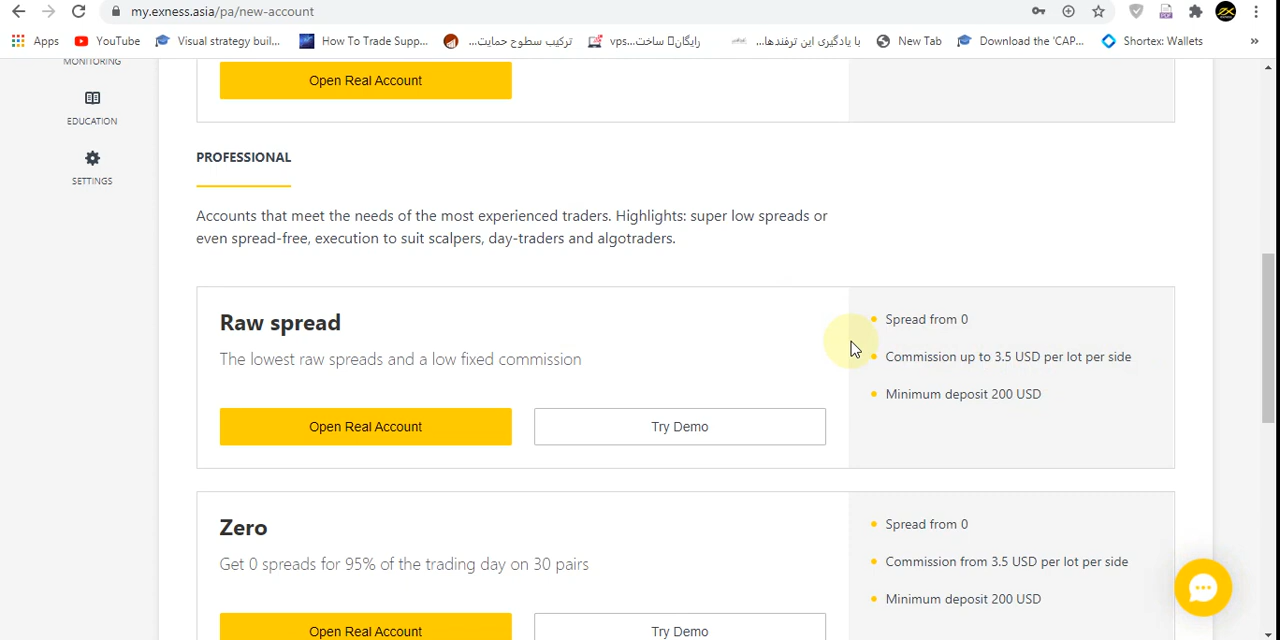 my.exness.asia/pa/new-account
Apps
YouTube
Visual strategy buil...
How To Trade Supp...
ترکیب سطوح حمایت...
رایگان▯ ساخت...vps
با یادگیری این ترفندها...
New Tab
Download the 'CAP...
Shortex: Wallets
»
MONITORING
EDUCATION
SETTINGS
Open Real Account
PROFESSIONAL
Accounts that meet the needs of the most experienced traders. Highlights: super low spreads or
even spread-free, execution to suit scalpers, day-traders and algotraders.
Raw spread
The lowest raw spreads and a low fixed commission
Open Real Account
Try Demo
Spread from 0
Commission up to 3.5 USD per lot per side
Minimum deposit 200 USD
Zero
Get 0 spreads for 95% of the trading day on 30 pairs
Open Real Account
Try Demo
Spread from 0
Commission from 3.5 USD per lot per side
Minimum deposit 200 USD